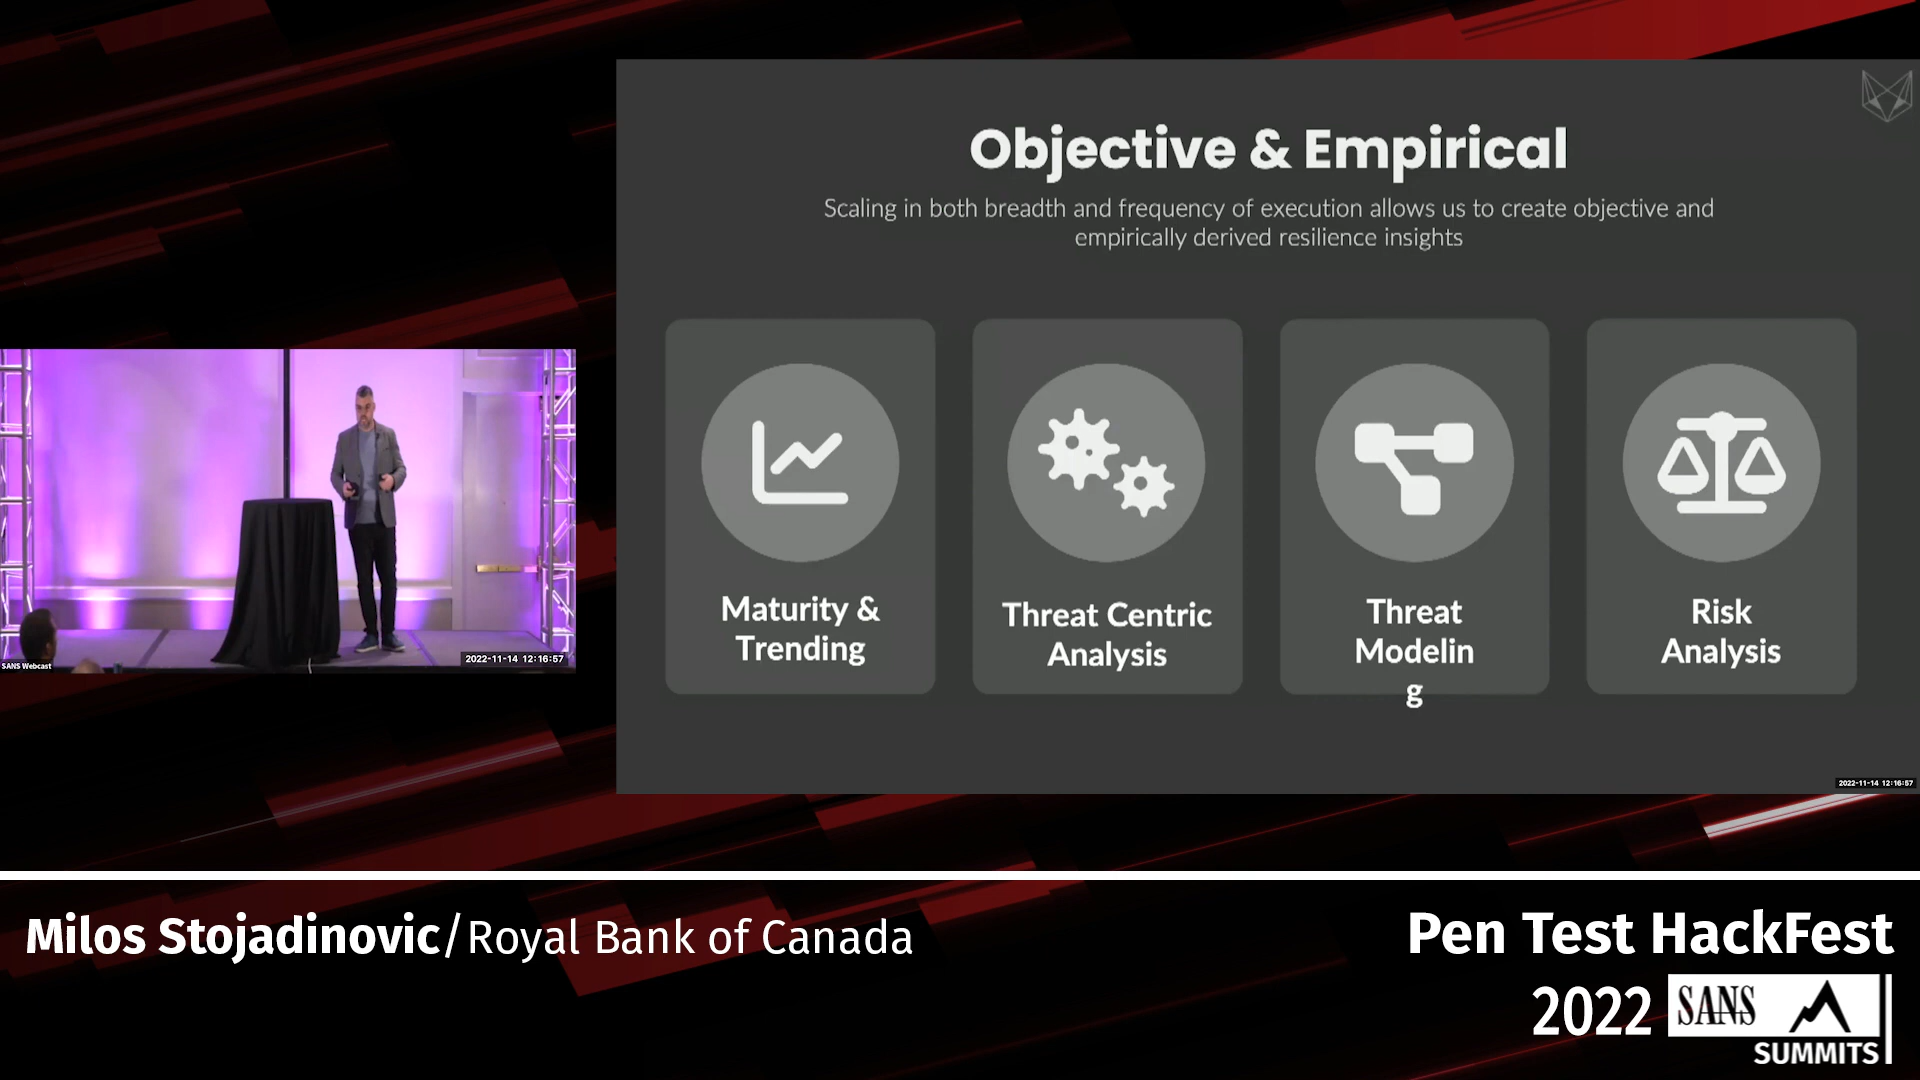 Objective & Empirical
Scaling in both breadth and frequency of execution allows us to create objective and
empirically derived resilience insights
Maturity &
Trending
Threat Centric
Analysis
Threat
Modelin
g
Risk
Analysis
2022-11-14 12:16:57
SANS Webcast
2022-11-14 12:16:57
Milos Stojadinovic/Royal Bank of Canada
Pen Test HackFest
2022
SANS
SUMMITS